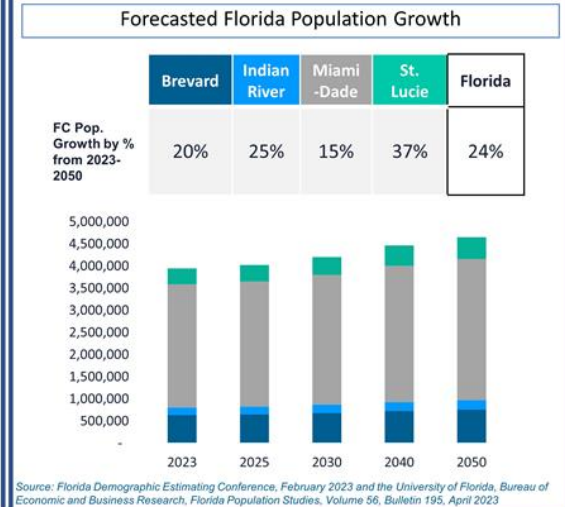 Forecasted Florida Population Growth
Brevard
Indian
River
Miami
-Dade
St.
Lucie
Florida
FC Pop.
Growth by %
from 2023-
2050
20%
25%
15%
37%
24%
5,000,000
4,500,000
4,000,000
3,500,000
3,000,000
2,500,000
2,000,000
1,500,000
1,000,000
500,000
-
2023
2025
2030
2040
2050
Source: Florida Demographic Estimating Conference, February 2023 and the University of Florida, Bureau of
Economic and Business Research, Florida Population Studies, Volume 56, Bulletin 195, April 2023